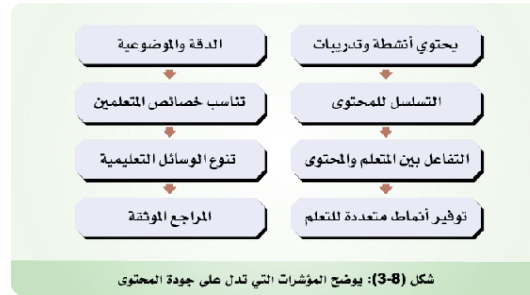 يحتوي أنشطة وتدريبات
التسلسل للمحتوى
التفاعل بين المتعلم والمحتوى
توفير أنماط متعددة للتعلم
الدقة والموضوعية
تناسب خصائص المتعلمين
تنوع الوسائل التعليمية
المراجع الموثقة
شكل (8-3): يوضح المؤشرات التي تدل على جودة المحتوى